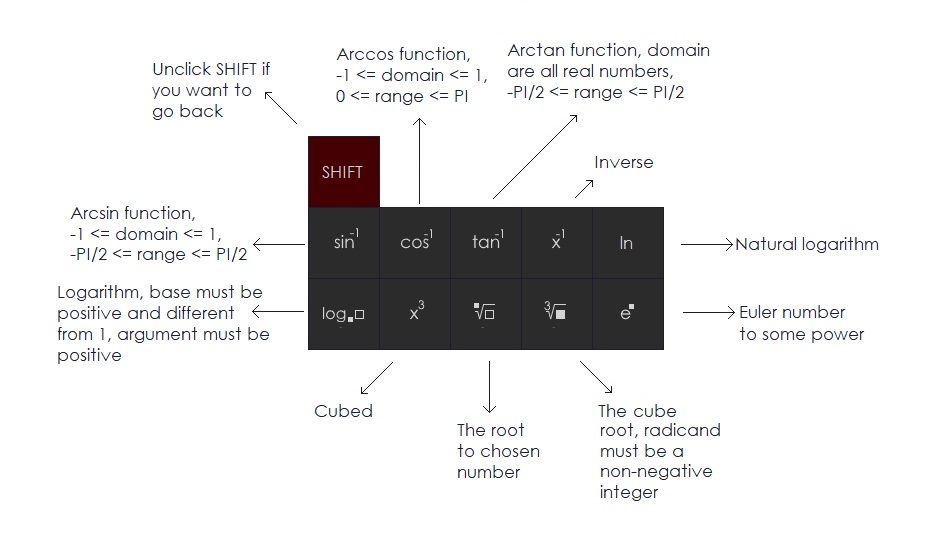 Unclick SHIFT if
you want to
go back
Arccos function,
-1 <= domain <= 1,
0 <= range <= PI
Arctan function, domain
are all real numbers,
-PI/2 <= range <= PI/2
Inverse
SHIFT
Arcsin function,
-1 <= domain <= 1,
-PI/2 <= range <= PI/2
sin⁻¹ cos⁻¹ tan⁻¹ x⁻¹ ln
Natural logarithm
Logarithm, base must be
positive and different
from 1, argument must be
positive
log▪□ x³ ▪√□ ³√▪ e▪
Euler number
to some power
Cubed
The root
to chosen
number
The cube
root, radicand
must be a
non-negative
integer